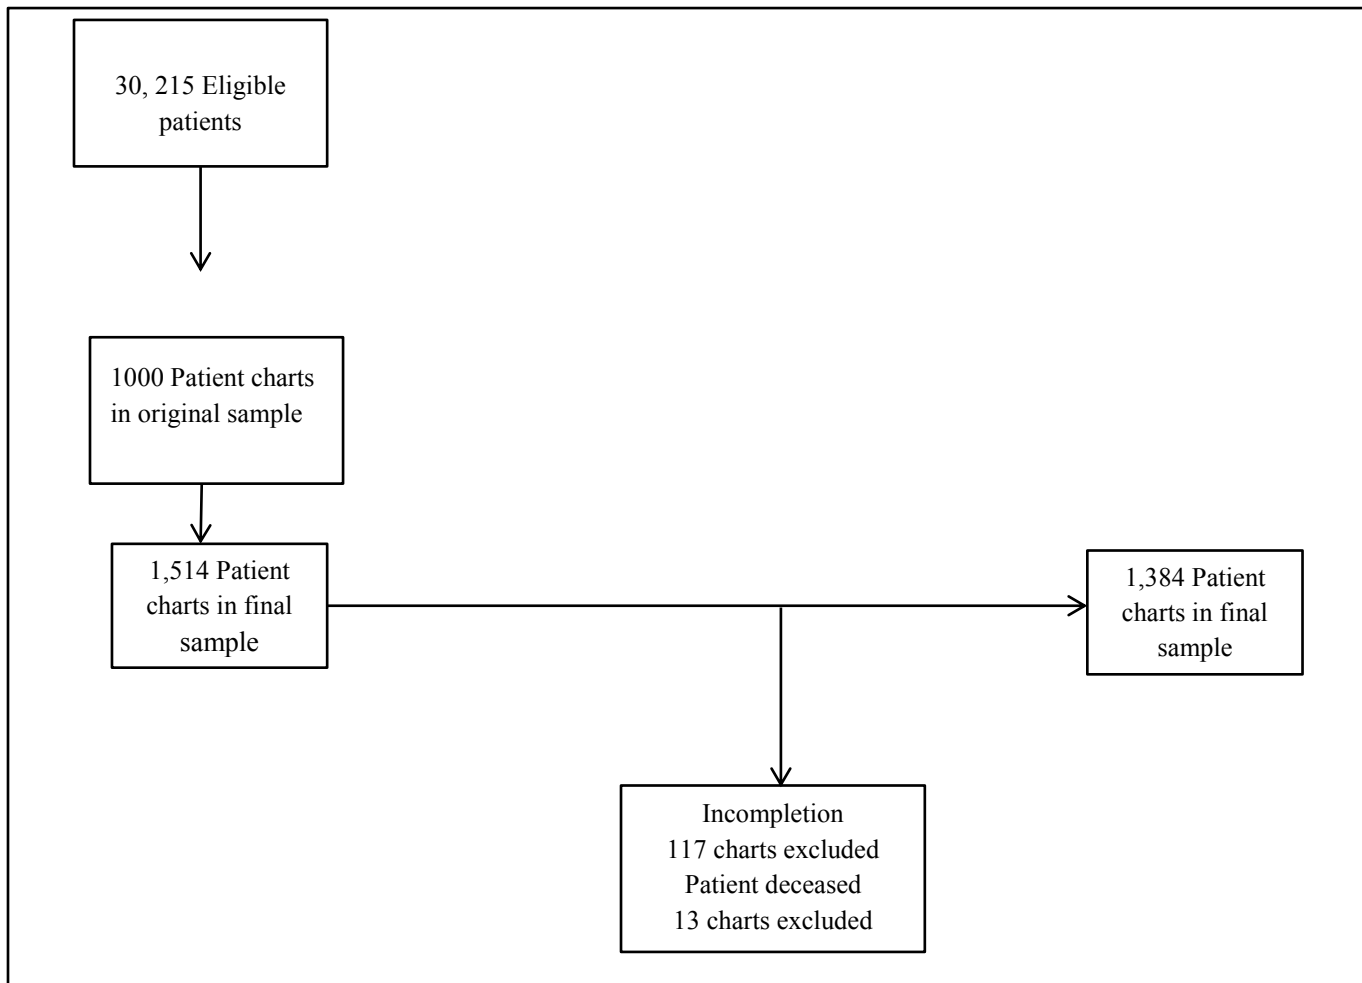 30, 215 Eligible
patients
1000 Patient charts
in original sample
1,514 Patient
charts in final
sample
1,384 Patient
charts in final
sample
Incompletion
117 charts excluded
Patient deceased
13 charts excluded